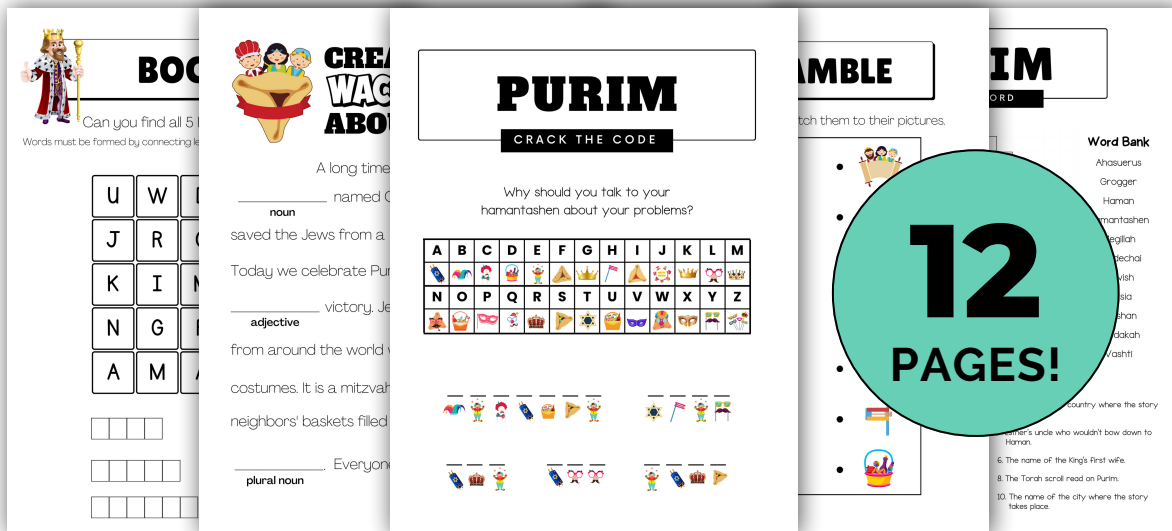 BOO
Can you find all 5
Words must be formed by connecting
U W
J R
K I
N G
A M
CREA
WAC
ABOU
A long time
named
noun
saved the Jews from a
Today we celebrate Pur
victory. Je
adjective
from around the world
costumes. It is a mitzvah
neighbors' baskets filled
. Everyone
plural noun
PURIM
CRACK THE CODE
Why should you talk to your
hamantashen about your problems?
A B C D E F G H I J K L M
N O P Q R S T U V W X Y Z
AMBLE
tch them to their pictures.
IM
ORD
Word Bank
Ahasuerus
Grogger
Haman
mantashen
egillah
dechai
wish
sia
shan
dakah
Vashti
country where the story
uncle who wouldn't bow down to
Haman.
6. The name of the King's first wife.
8. The Torah scroll read on Purim.
10. The name of the city where the story
takes place.
12
PAGES!